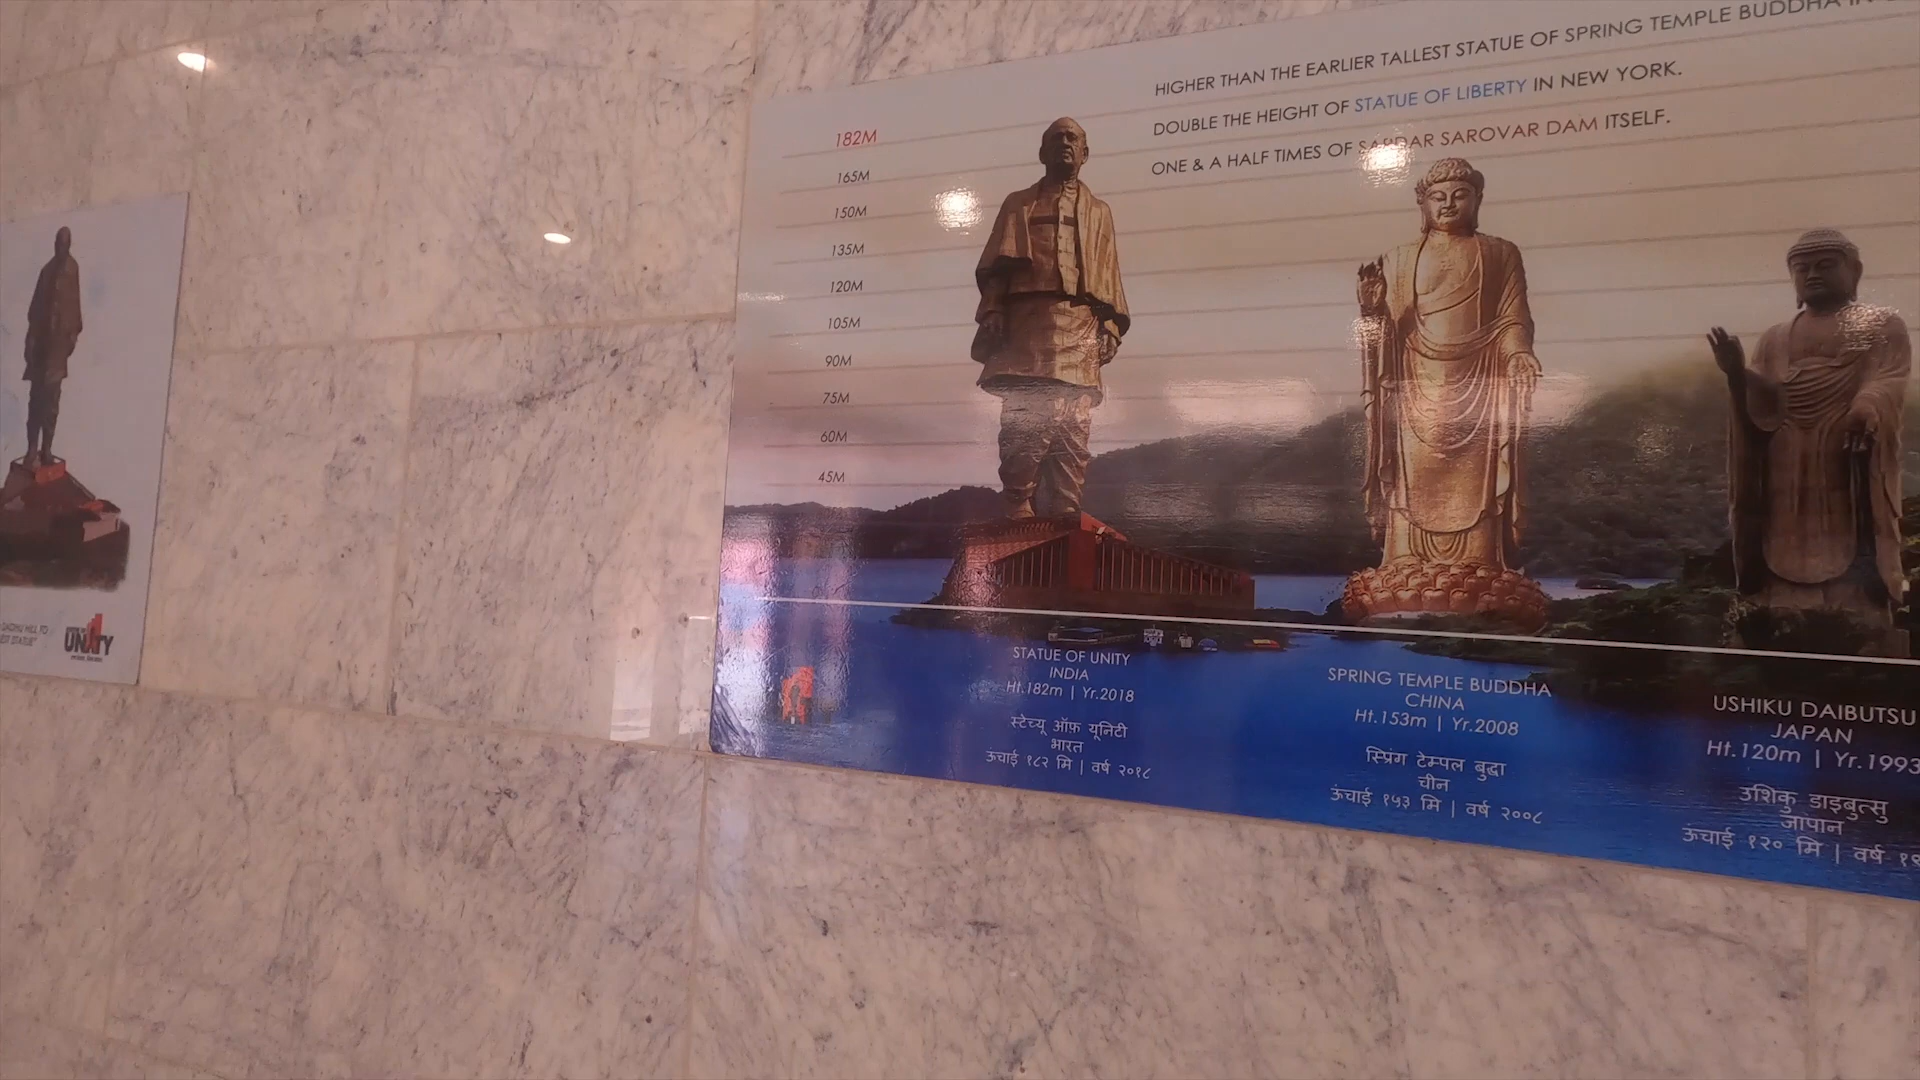 HIGHER THAN THE EARLIER TALLEST STATUE OF SPRING TEMPLE BUDDHA IN
DOUBLE THE HEIGHT OF STATUE OF LIBERTY IN NEW YORK.
ONE & A HALF TIMES OF SARDAR SAROVAR DAM ITSELF.
182M
165M
150M
135M
120M
105M
90M
75M
60M
45M
STATUE OF UNITY
INDIA
Ht.182m | Yr.2018
स्टेच्यू ऑफ़ यूनिटी
भारत
ऊंचाई १८२ मि | वर्ष २०१८
SPRING TEMPLE BUDDHA
CHINA
Ht.153m | Yr.2008
स्प्रिंग टेम्पल बुद्धा
चीन
ऊंचाई १५३ मि | वर्ष २००८
USHIKU DAIBUTSU
JAPAN
Ht.120m | Yr.1993
उशिकु डाइबुत्सु
जापान
ऊंचाई १२० मि | वर्ष १९
UNITY